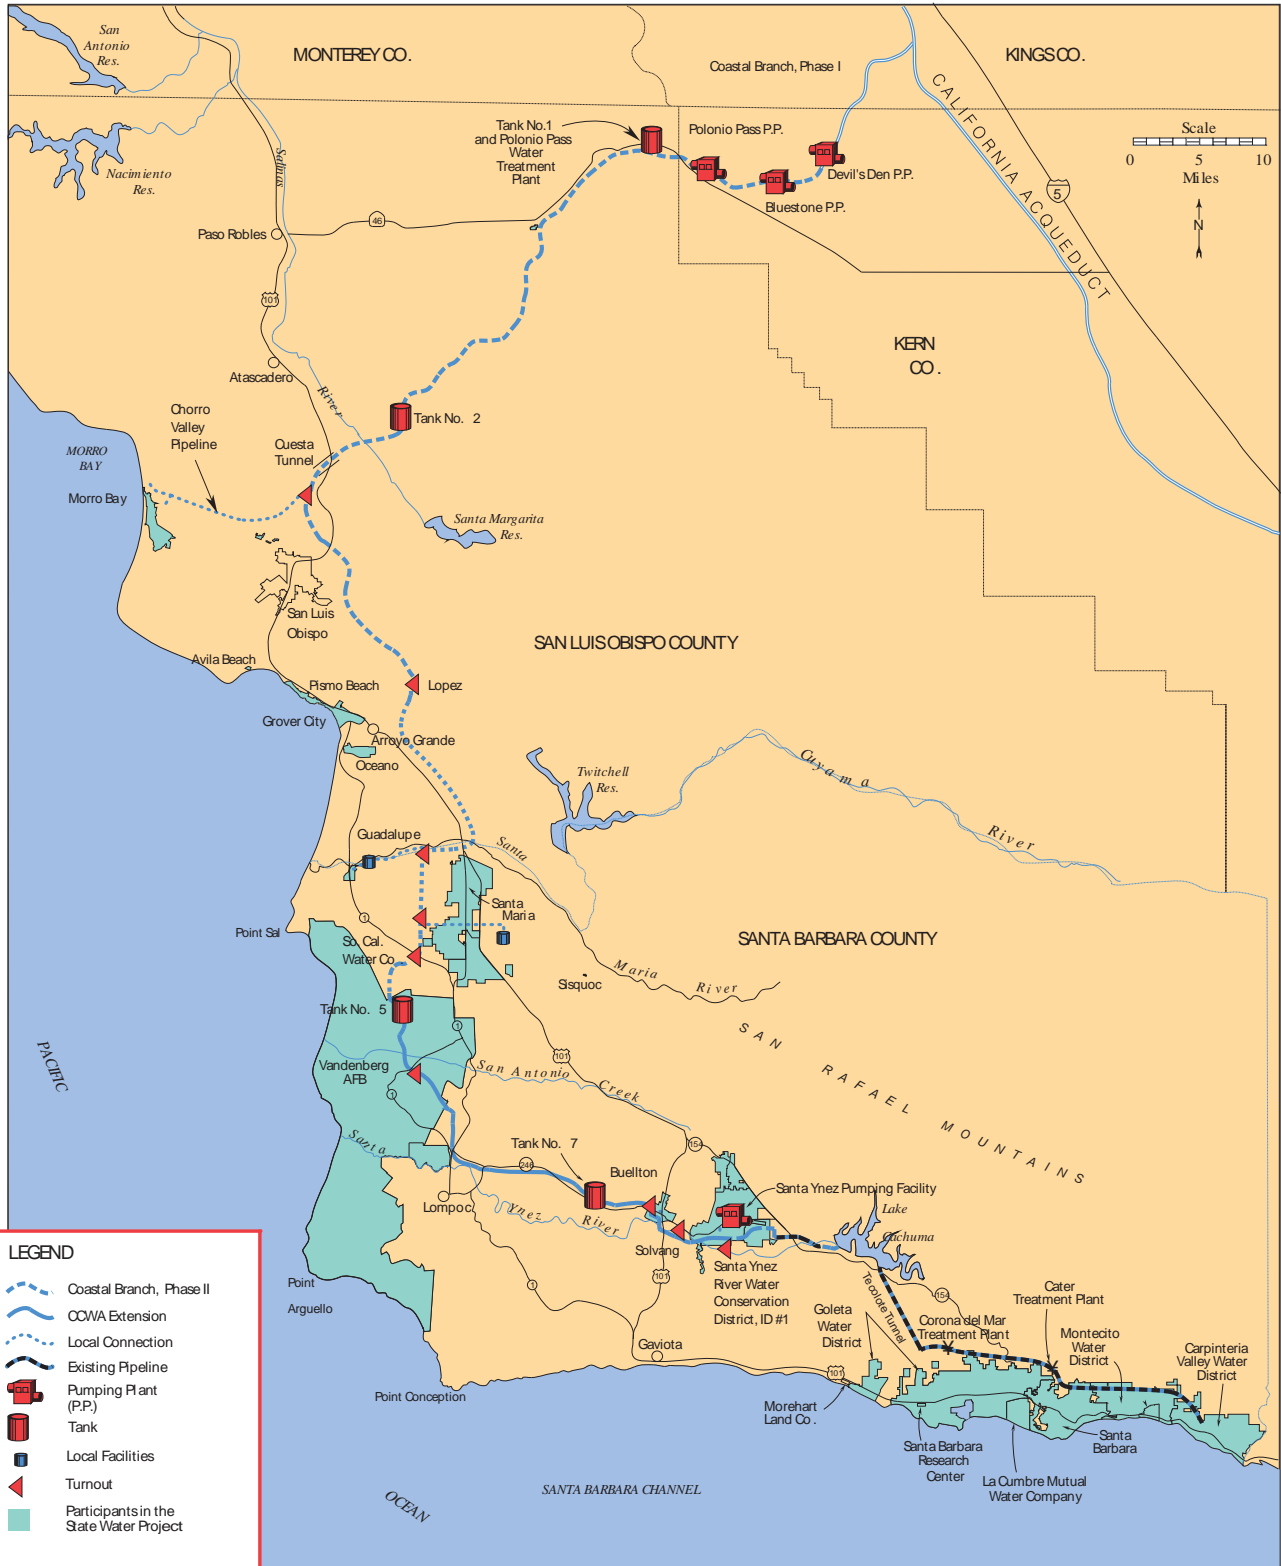 San
Antonio
Res.
MONTEREY CO.
Coastal Branch, Phase I
KINGS CO.
CALIFORNIA ACQUEDUCT
Scale
0 5 10
Miles
N
5
Tank No.1
and Polonio Pass
Water
Treatment
Plant
Polonio Pass P.P.
Devil's Den P.P.
Bluestone P.P.
Nacimiento
Res.
Salinas
Paso Robles
46
101
KERN
CO.
Atascadero
River
Tank No. 2
Chorro
Valley
Pipeline
Cuesta
Tunnel
MORRO
BAY
Morro Bay
Santa Margarita
Res.
San Luis
Obispo
SAN LUIS OBISPO COUNTY
Avila Beach
Pismo Beach
Lopez
Grover City
Arroyo Grande
Oceano
Twitchell
Res.
Cuyama
River
Guadalupe
Santa
Santa
Maria
1
Point Sal
So. Cal.
Water Co.
SANTA BARBARA COUNTY
Maria
River
Sisquoc
Tank No. 5
1
SAN RAFAEL MOUNTAINS
PACIFIC
101
Vandenberg
AFB
San Antonio
Creek
1
Santa
Tank No. 7
154
246
Buellton
Santa Ynez Pumping Facility
Lompoc
Ynez
River
Lake
Cachuma
Solvang
Santa Ynez
River Water
Conservation
District, ID #1
101
1
Tecolote Tunnel
154
Cater
Treatment Plant
Point
Arguello
Goleta
Water
District
Corona del Mar
Treatment Plant
Montecito
Water
District
Carpinteria
Valley Water
District
Gaviota
101
Point Conception
Morehart
Land Co.
Santa Barbara
Research
Center
La Cumbre Mutual
Water Company
Santa
Barbara
SANTA BARBARA CHANNEL
OCEAN
LEGEND
Coastal Branch, Phase II
CCWA Extension
Local Connection
Existing Pipeline
Pumping Plant
(P.P.)
Tank
Local Facilities
Turnout
Participants in the
State Water Project